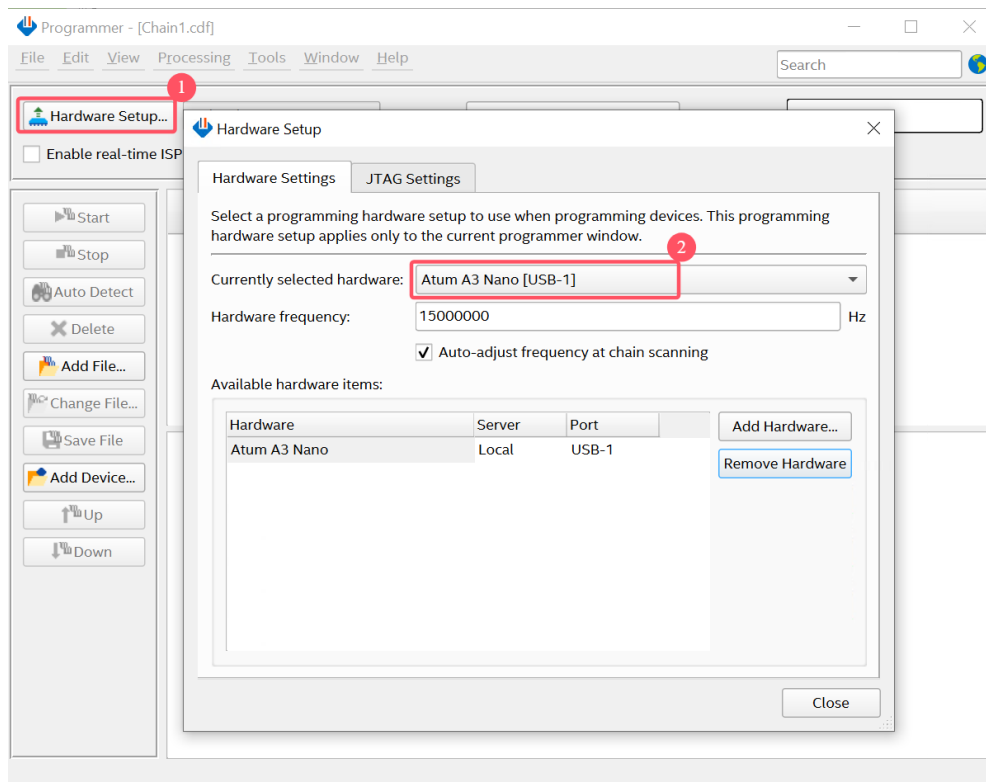 Programmer - [Chain1.cdf]
File Edit View Processing Tools Window Help
Search
1
Hardware Setup...
Enable real-time ISP
Start
Stop
Auto Detect
Delete
Add File...
Change File...
Save File
Add Device...
Up
Down
Hardware Setup
Hardware Settings JTAG Settings
Select a programming hardware setup to use when programming devices. This programming
hardware setup applies only to the current programmer window.
2
Currently selected hardware: Atum A3 Nano [USB-1]
Hardware frequency: 15000000 Hz
Auto-adjust frequency at chain scanning
Available hardware items:
Hardware Server Port
Atum A3 Nano Local USB-1
Add Hardware...
Remove Hardware
Close